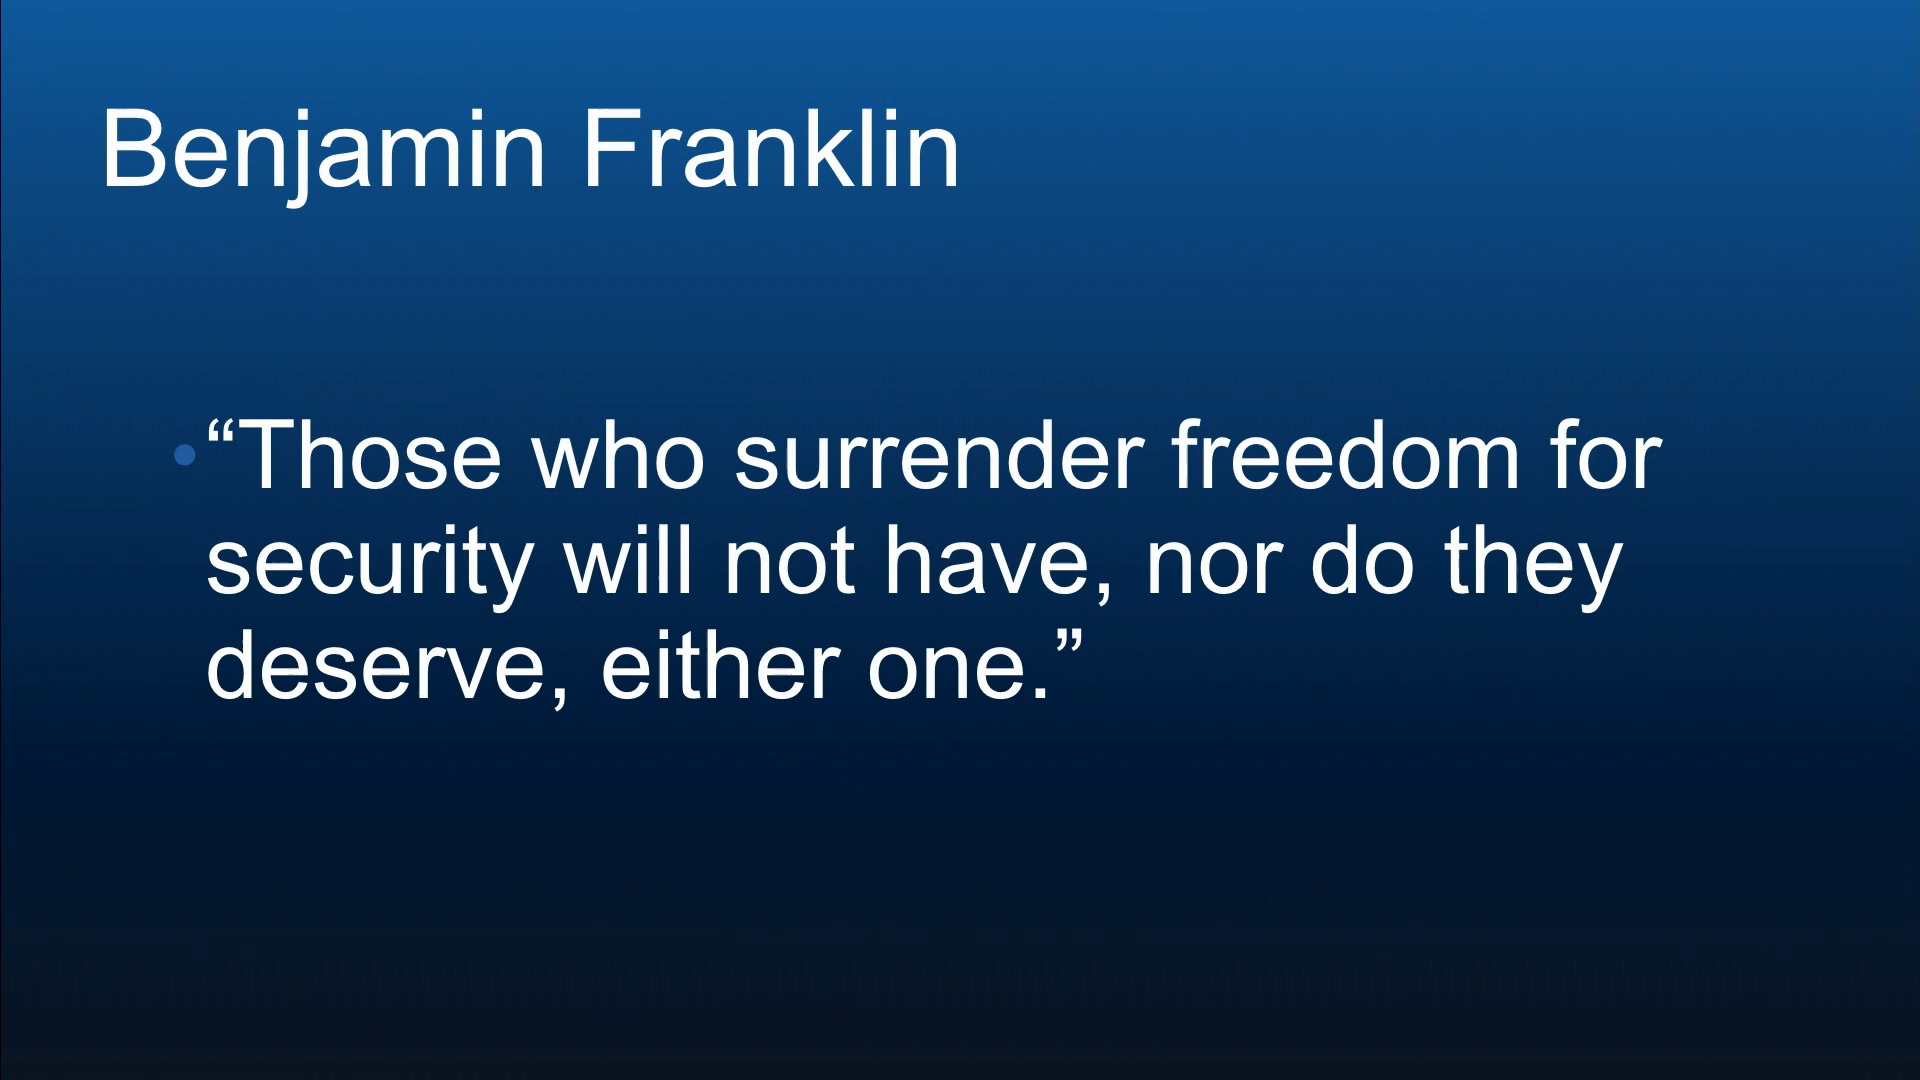 Benjamin Franklin
•“Those who surrender freedom for
security will not have, nor do they
deserve, either one.”